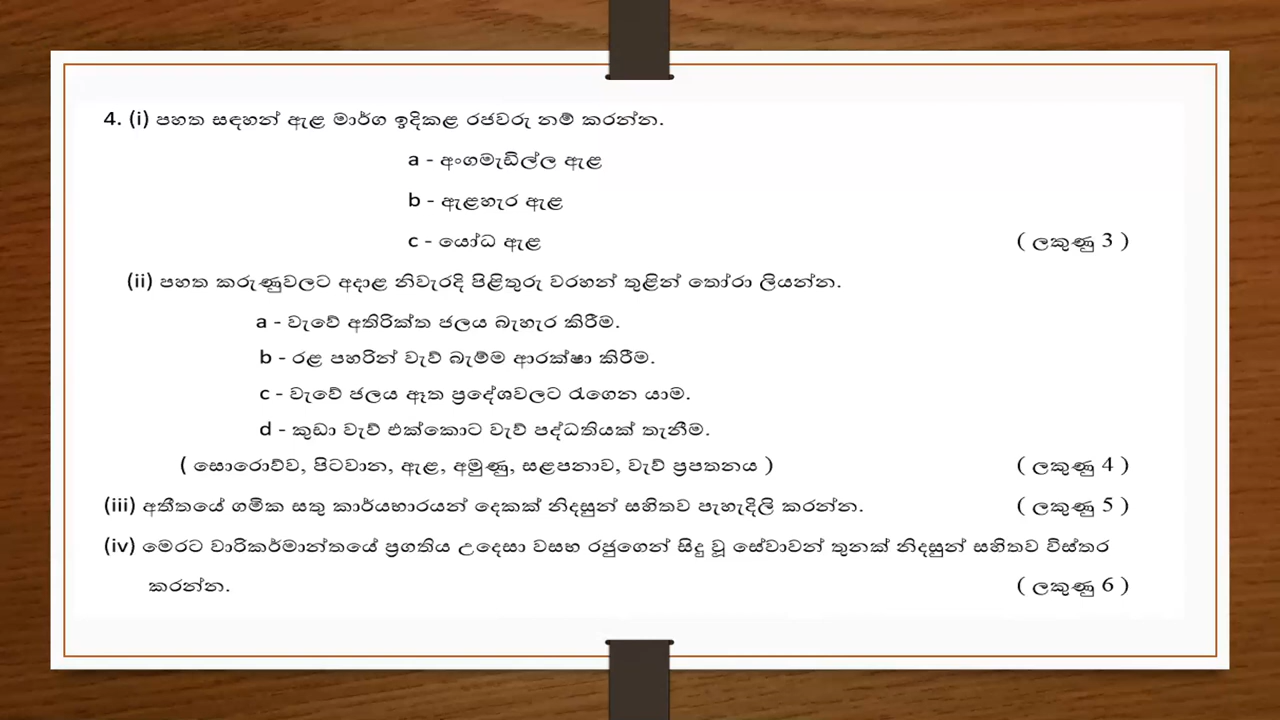 4. (i) පහත සඳහන් ඇළ මාර්ග ඉදිකළ රජවරු නම් කරන්න.
a - අංගමැඩිල්ල ඇළ
b - ඇළහැර ඇළ
c - යෝධ ඇළ ( ලකුණු 3 )
(ii) පහත කරුණුවලට අදාළ නිවැරදි පිළිතුරු වරහන් තුළින් තෝරා ලියන්න.
a - වැවේ අතිරික්ත ජලය බැහැර කිරීම.
b - රළ පහරින් වැව් බැම්ම ආරක්ෂා කිරීම.
c - වැවේ ජලය ඈත ප්‍රදේශවලට රැගෙන යාම.
d - කුඩා වැව් එක්කොට වැව් පද්ධතියක් තැනීම.
( සොරොව්ව, පිටවාන, ඇළ, අමුණු, සළපනාව, වැව් ප්‍රපතනය ) ( ලකුණු 4 )
(iii) අතීතයේ ගමික සතු කාර්යභාරයන් දෙකක් නිදසුන් සහිතව පැහැදිලි කරන්න. ( ලකුණු 5 )
(iv) මෙරට වාරිකර්මාන්තයේ ප්‍රගතිය උදෙසා වසභ රජුගෙන් සිදු වූ සේවාවන් තුනක් නිදසුන් සහිතව විස්තර
කරන්න. ( ලකුණු 6 )